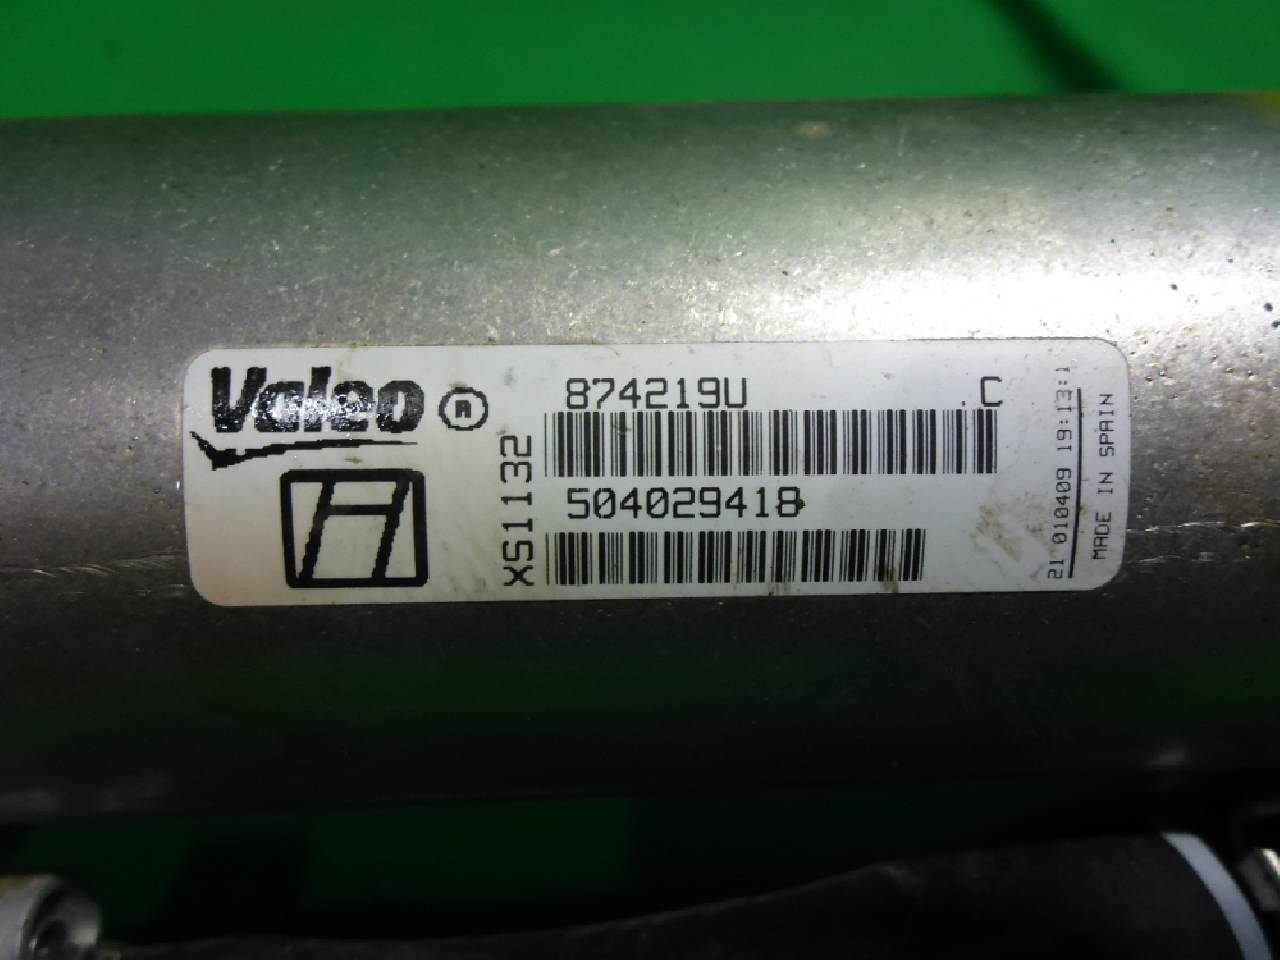 Valeo
874219U .C
XS1132
504029418
21 010409 19:13:1
MADE IN SPAIN